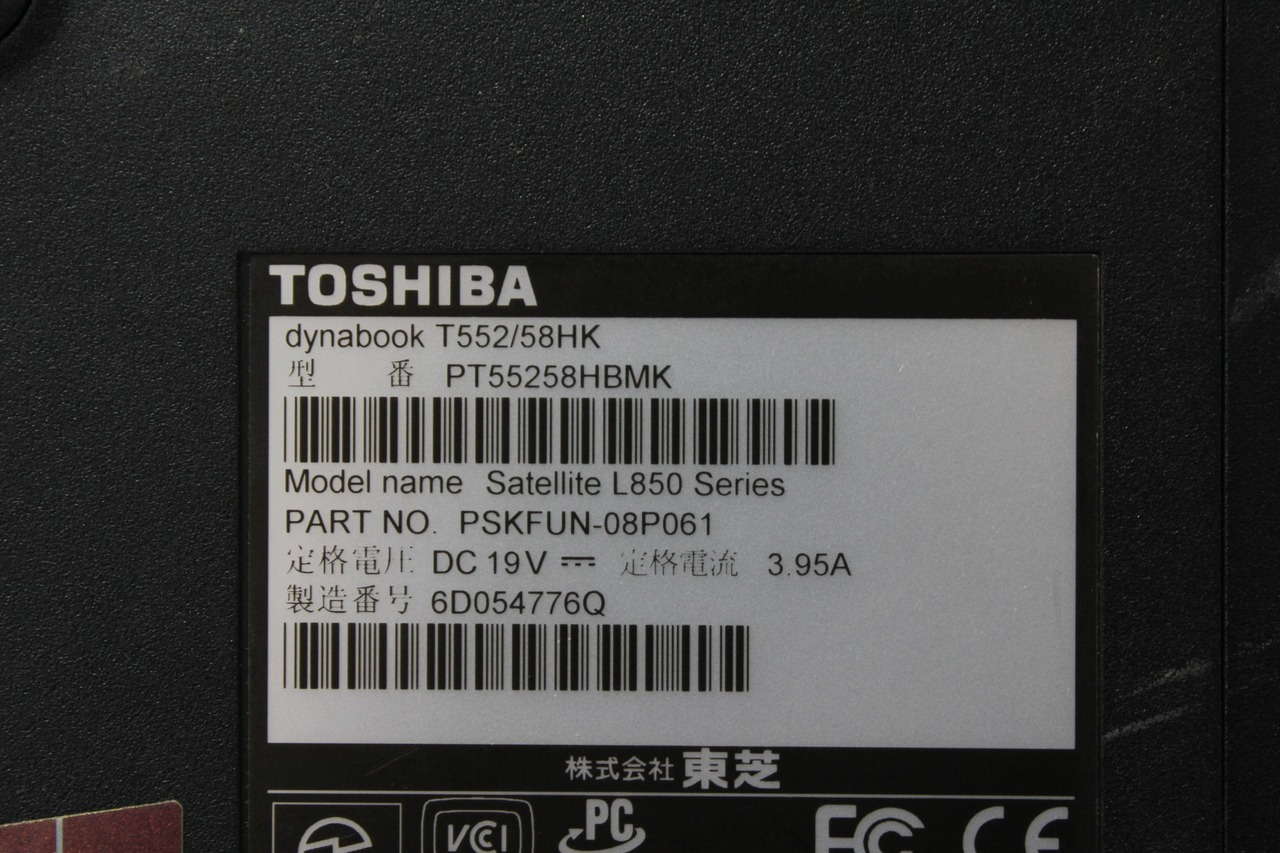 TOSHIBA
dynabook T552/58HK
型 番 PT55258HBMK
Model name Satellite L850 Series
PART NO. PSKFUN-08P061
定格電圧 DC 19V ⎓ 定格電流 3.95A
製造番号 6D054776Q
株式会社 東芝
VCCI PC FC CE